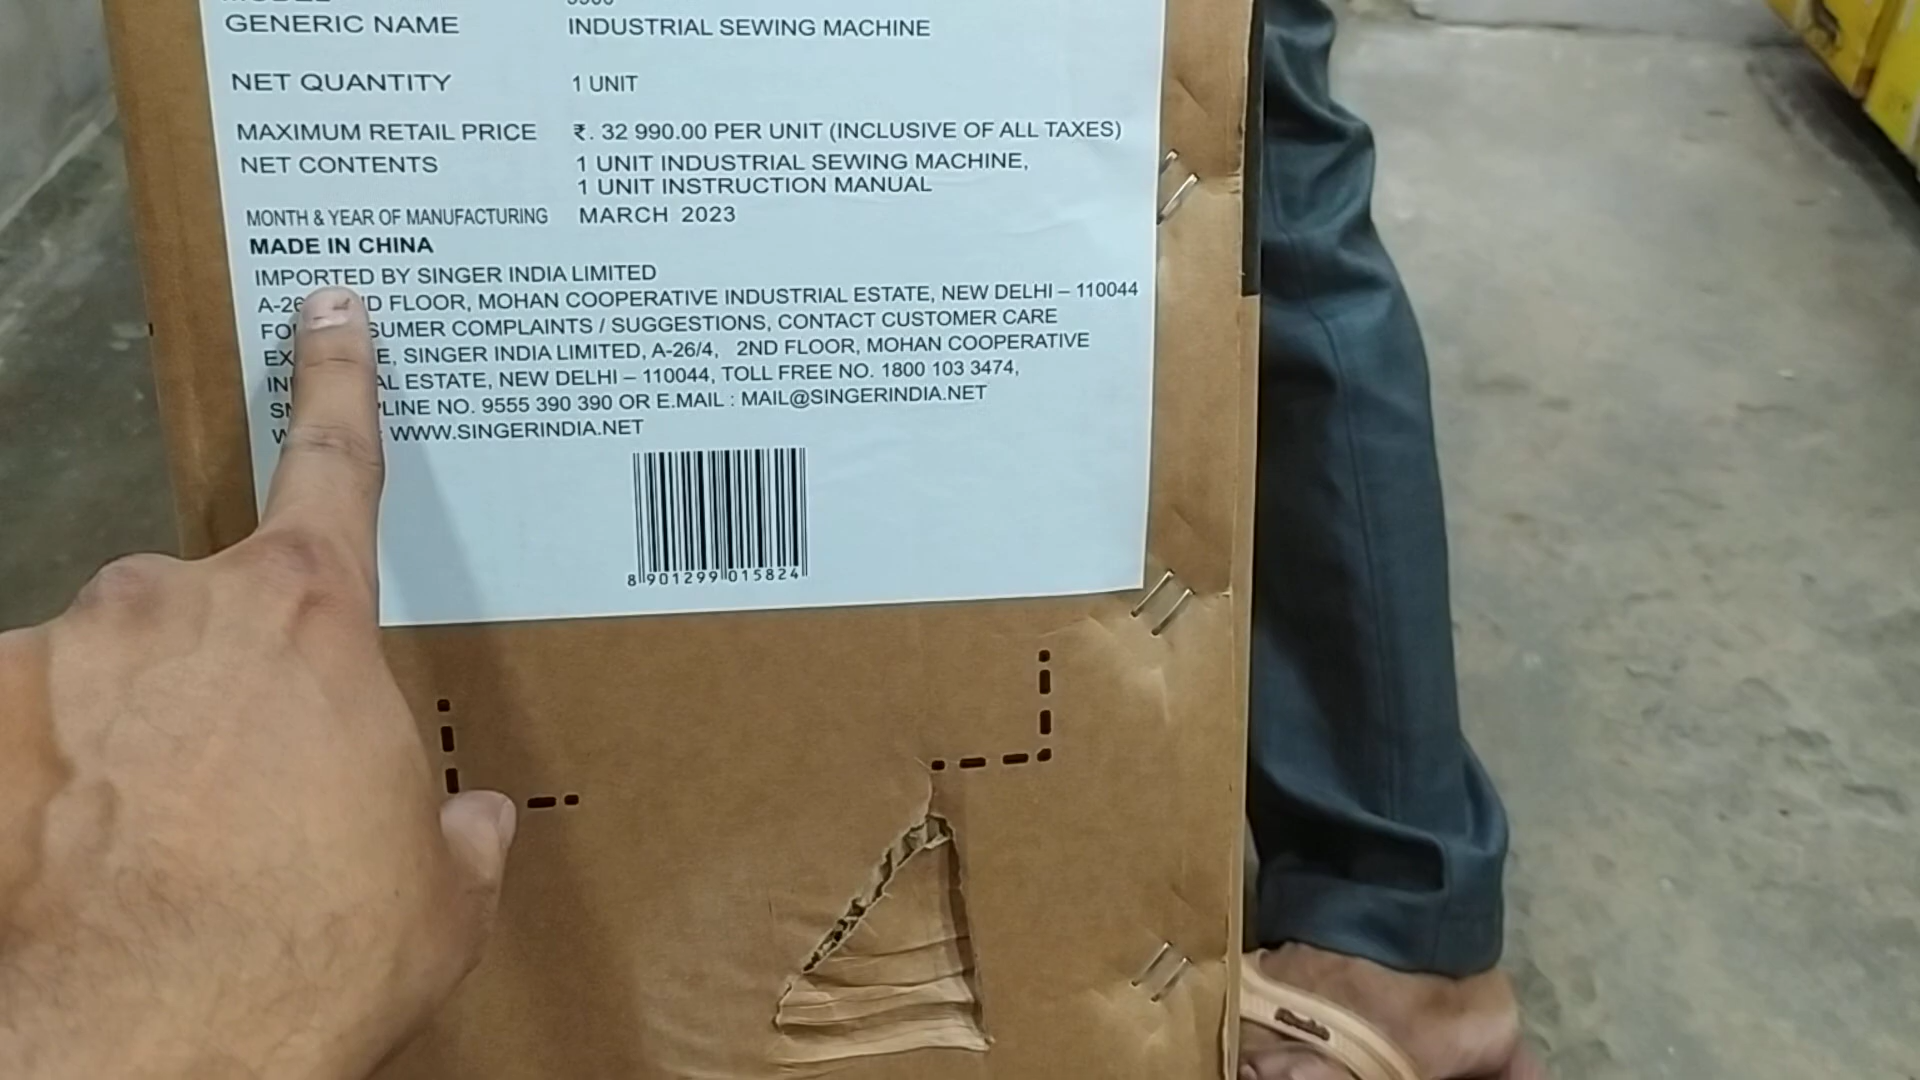 GENERIC NAME INDUSTRIAL SEWING MACHINE
NET QUANTITY 1 UNIT
MAXIMUM RETAIL PRICE ₹. 32 990.00 PER UNIT (INCLUSIVE OF ALL TAXES)
NET CONTENTS 1 UNIT INDUSTRIAL SEWING MACHINE,
1 UNIT INSTRUCTION MANUAL
MONTH & YEAR OF MANUFACTURING MARCH 2023
MADE IN CHINA
IMPORTED BY SINGER INDIA LIMITED
FLOOR, MOHAN COOPERATIVE INDUSTRIAL ESTATE, NEW DELHI – 110044
COMPLAINTS / SUGGESTIONS, CONTACT CUSTOMER CARE
SINGER INDIA LIMITED, A-26/4, 2ND FLOOR, MOHAN COOPERATIVE
ESTATE, NEW DELHI – 110044, TOLL FREE NO. 1800 103 3474,
NO. 9555 390 390 OR E.MAIL : MAIL@SINGERINDIA.NET
WWW.SINGERINDIA.NET
8 901299 015824